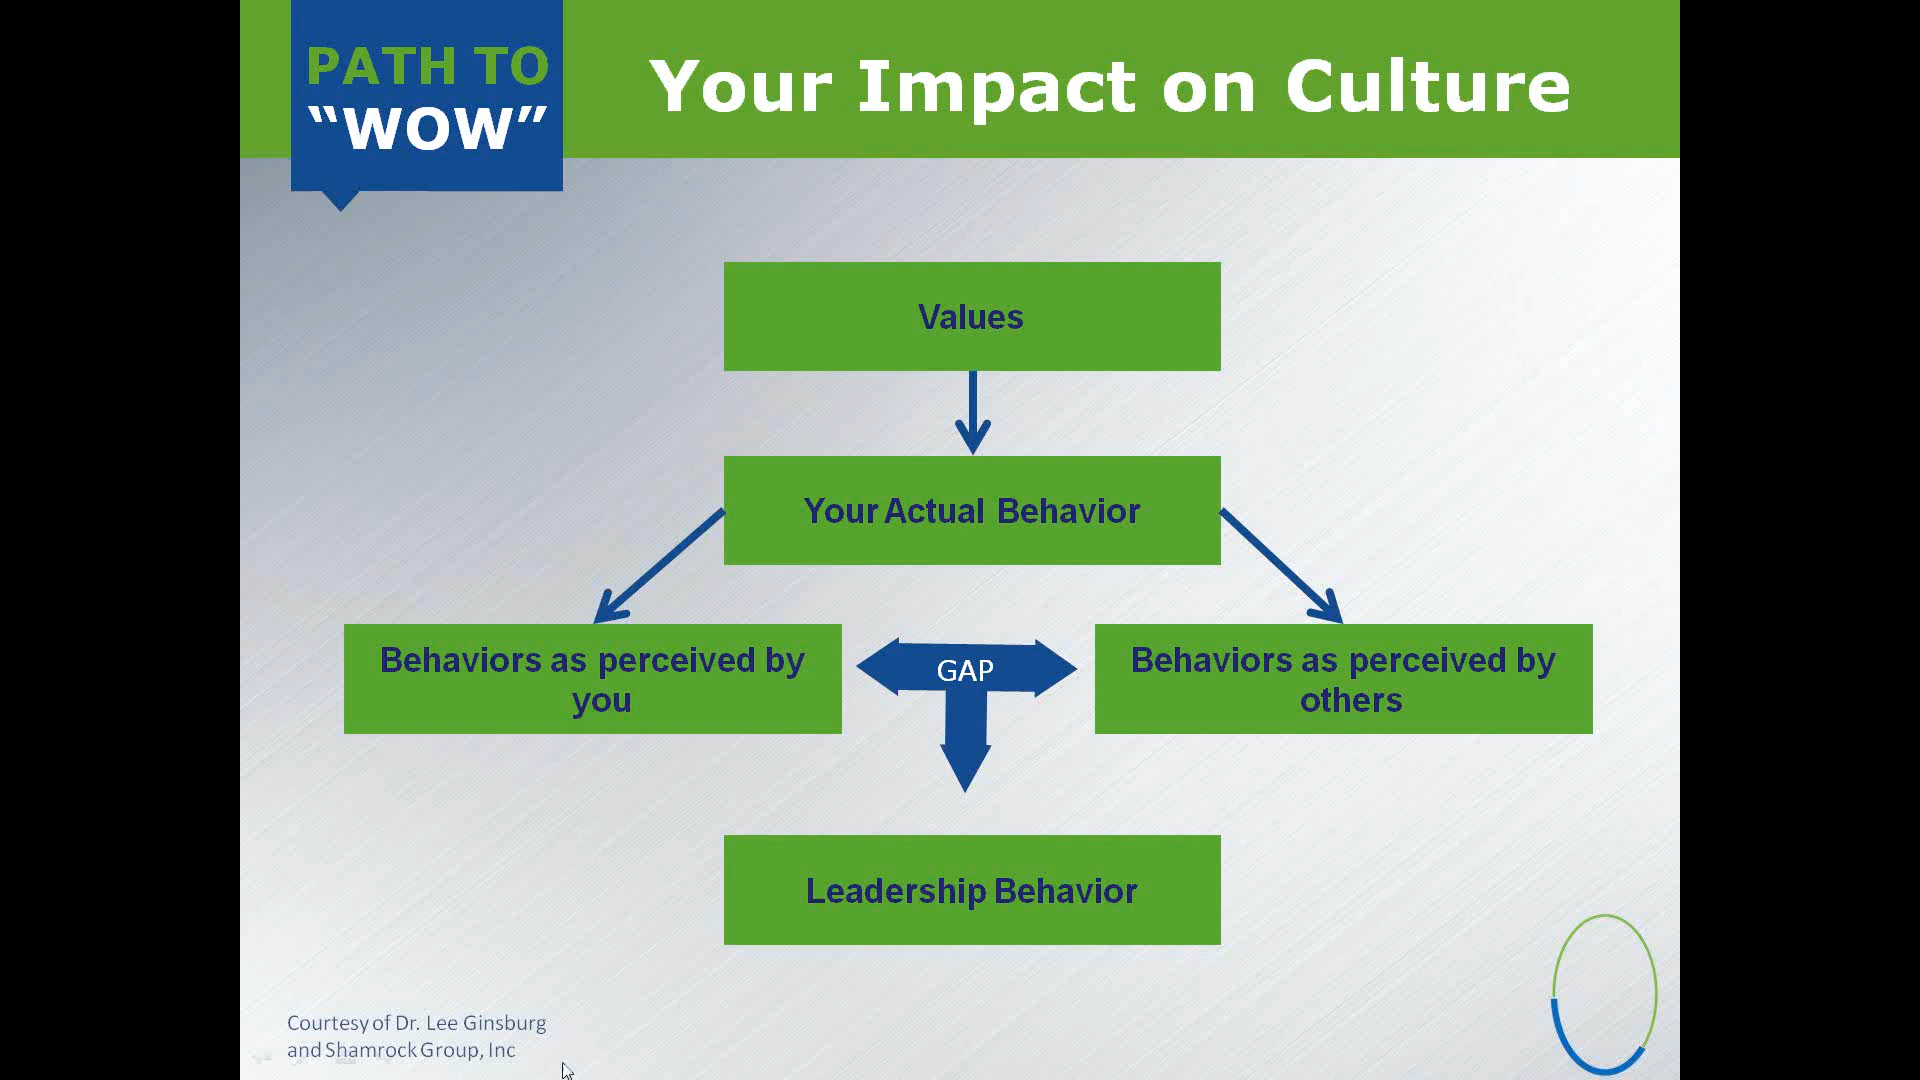 PATH TO
“WOW”
Your Impact on Culture
Values
Your Actual Behavior
Behaviors as perceived by
you
GAP
Behaviors as perceived by
others
Leadership Behavior
Courtesy of Dr. Lee Ginsburg
and Shamrock Group, Inc